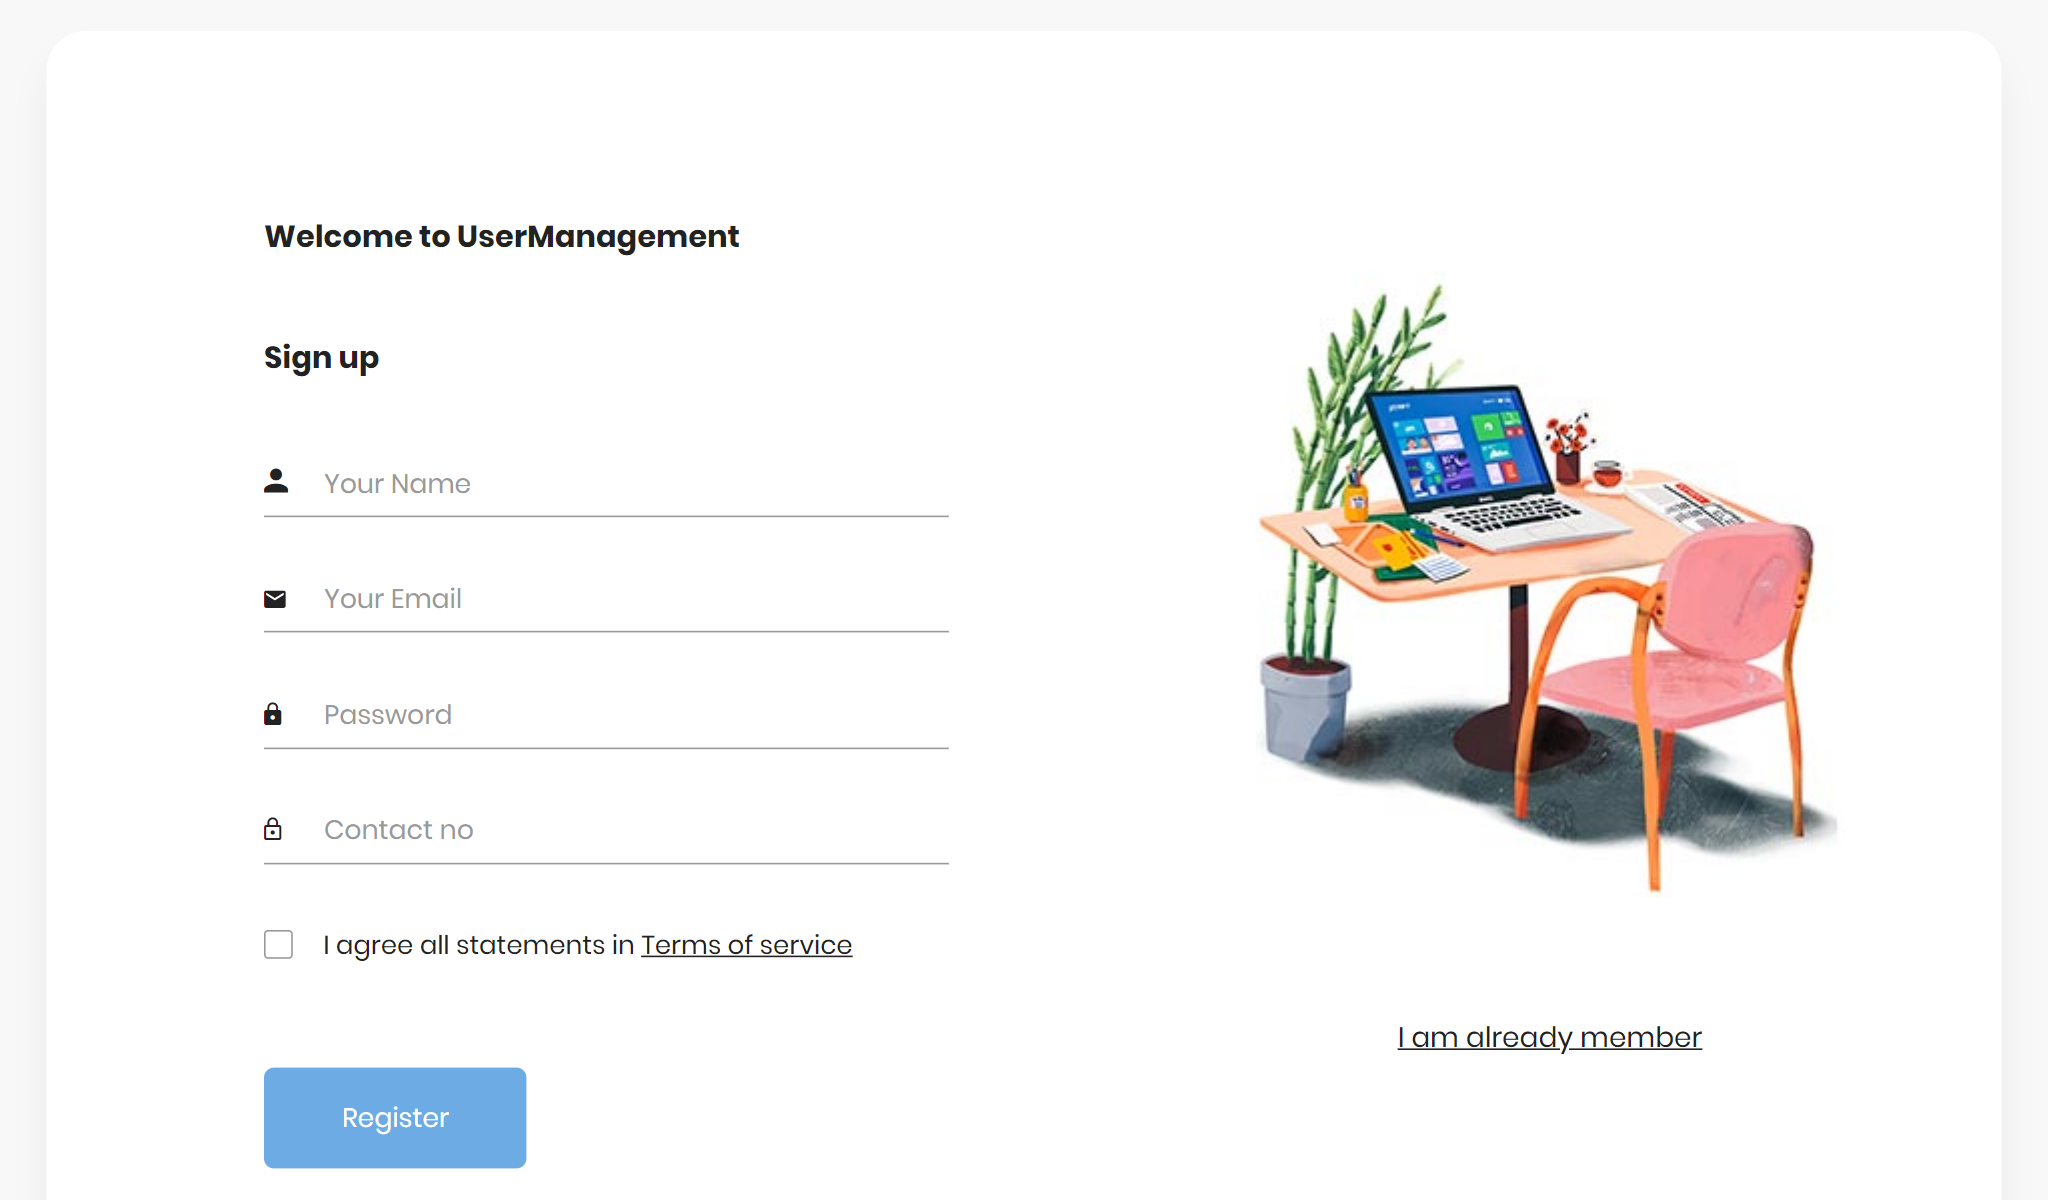 Welcome to UserManagement
Sign up
Your Name
Your Email
Password
Contact no
I agree all statements in Terms of service
Register
I am already member